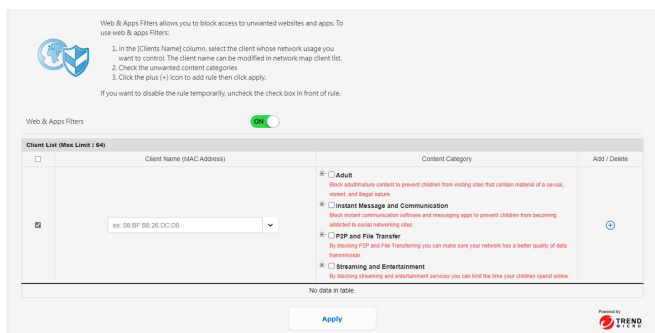 Web & Apps Filters allows you to block access to unwanted websites and apps. To
use web & apps Filters:
1. In the [Clients Name] column, select the client whose network usage you
want to control. The client name can be modified in network map client list.
2. Check the unwanted content categories
3. Click the plus (+) icon to add rule then click apply.
If you want to disable the rule temporarily, uncheck the check box in front of rule.
Web & Apps Filters
ON
Client List (Max Limit : 64)
Client Name (MAC Address)
Content Category
Add / Delete
Adult
Block adult/mature content to prevent children from visiting sites that contain material of a sexual,
violent, and illegal nature.
Instant Message and Communication
Block instant communication software and messaging apps to prevent children from becoming
addicted to social networking sites.
ex: 08:BF:B8:26:DC:D0
P2P and File Transfer
By blocking P2P and File Transferring you can make sure your network has a better quality of data
transmission.
Streaming and Entertainment
By blocking streaming and entertainment services you can limit the time your children spend online.
No data in table.
Apply
Powered by
TREND
MICRO